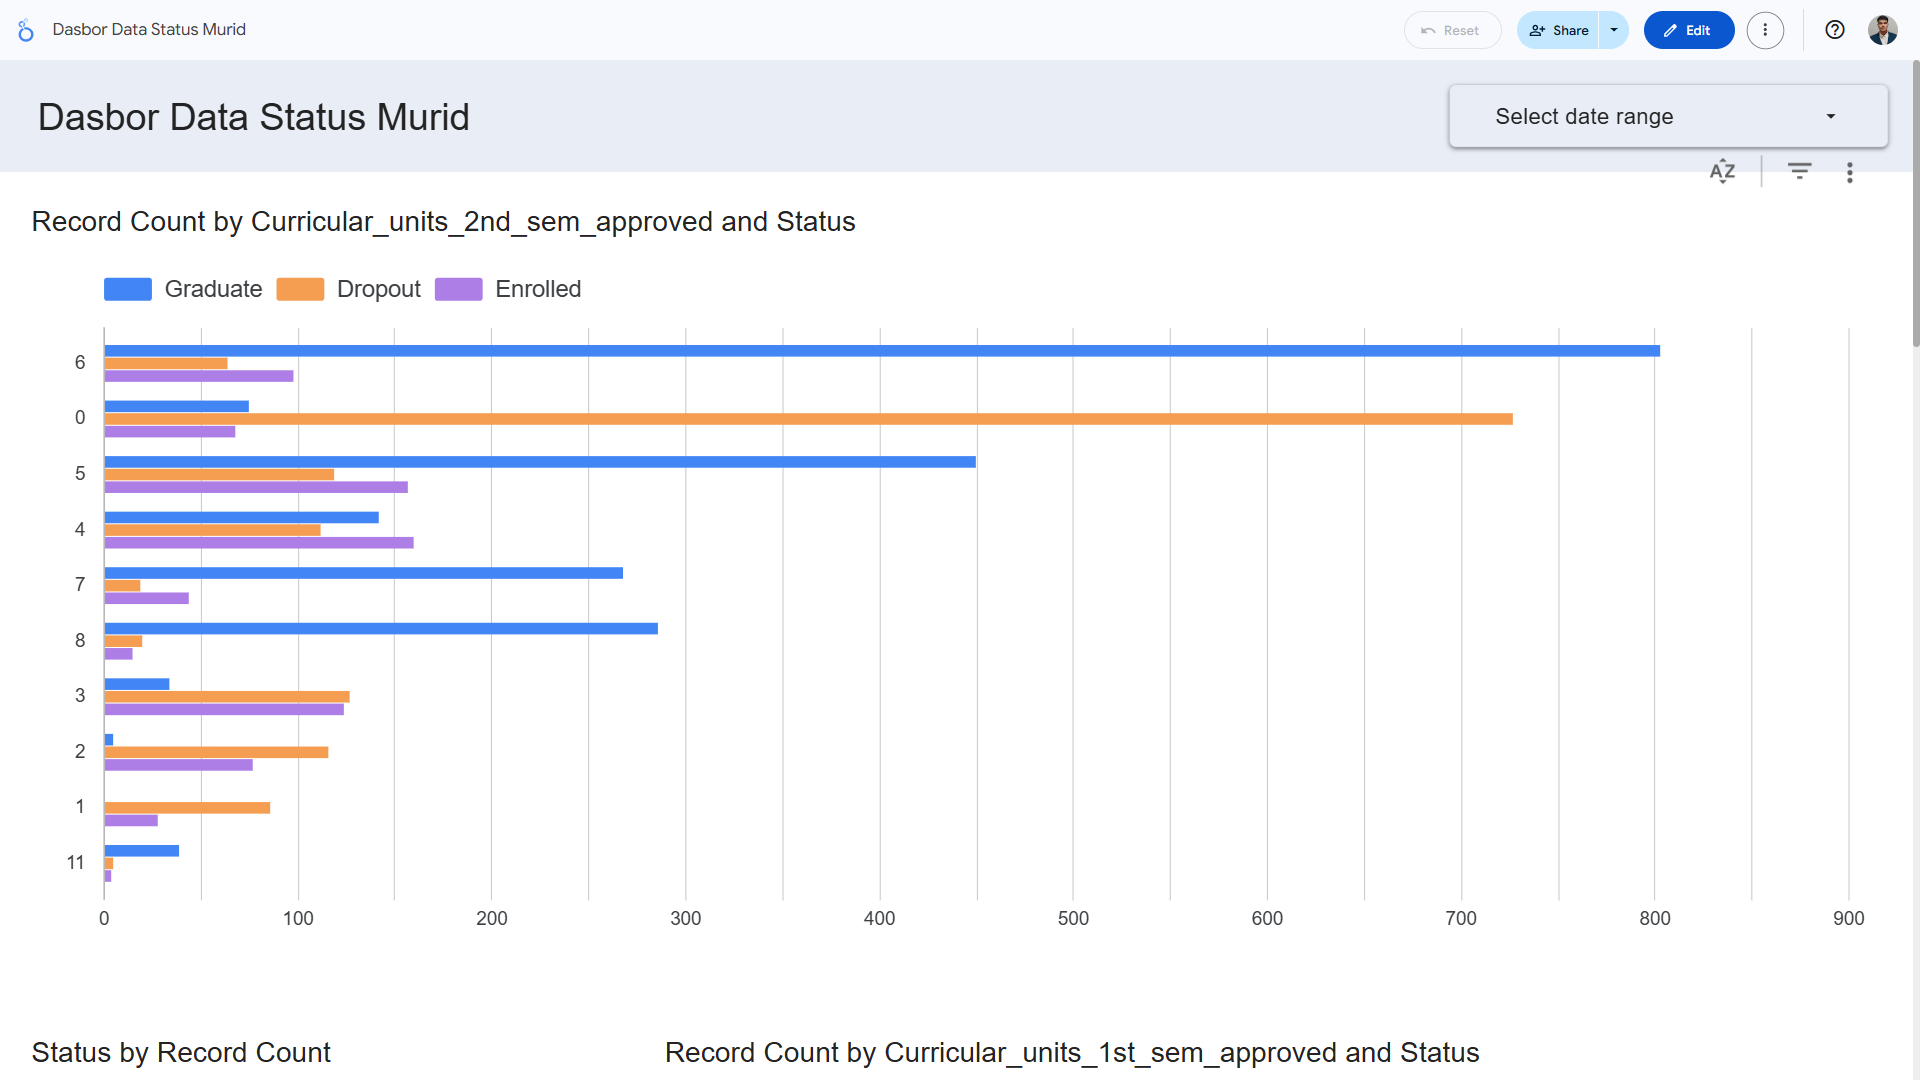 Dasbor Data Status Murid
Reset
Share
Edit
Dasbor Data Status Murid
Select date range
AZ
Record Count by Curricular_units_2nd_sem_approved and Status
Graduate Dropout Enrolled
6
0
5
4
7
8
3
2
1
11
0 100 200 300 400 500 600 700 800 900
Status by Record Count
Record Count by Curricular_units_1st_sem_approved and Status